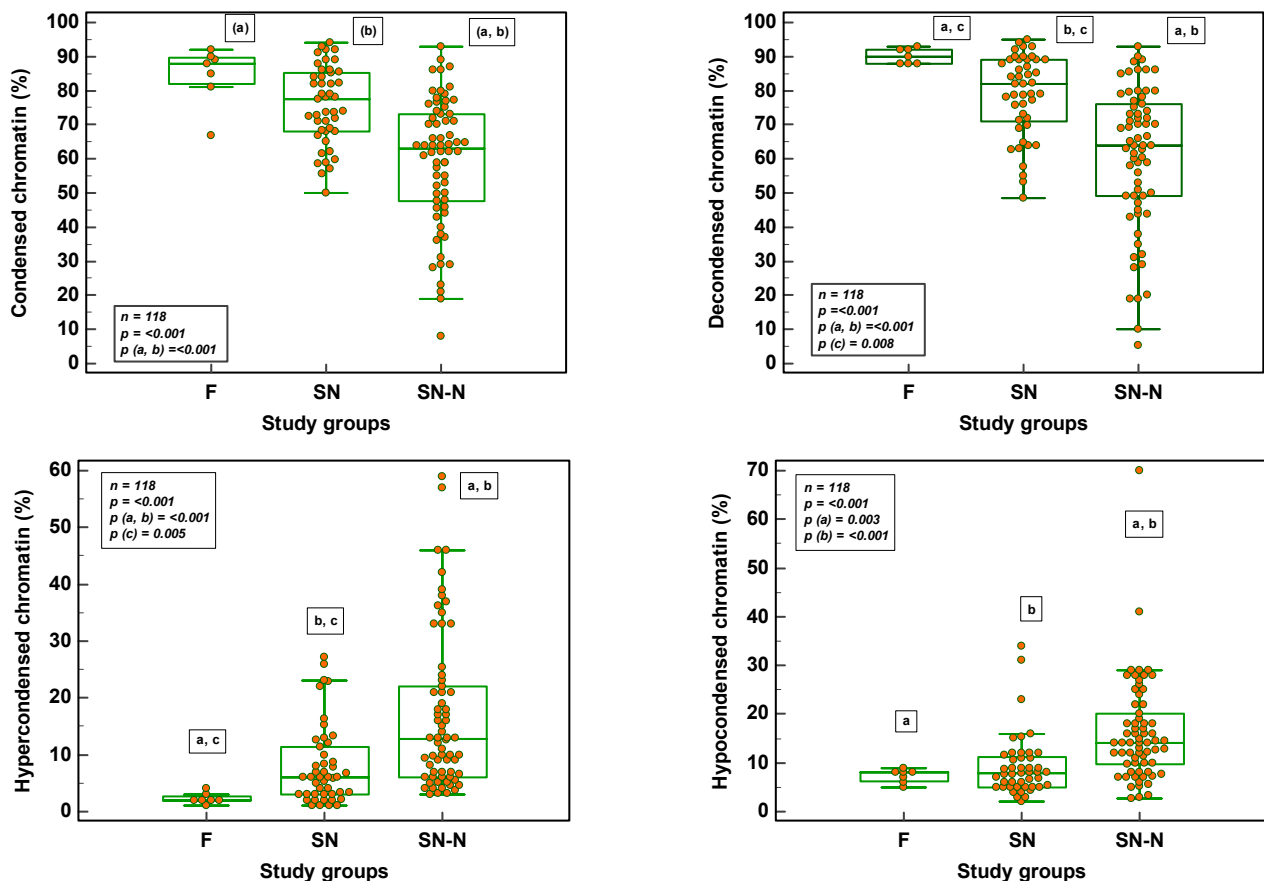 Condensed chromatin (%)
100
90
80
70
60
50
40
30
20
10
0
(a)
(b)
(a, b)
n = 118
p = <0.001
p (a, b) =<0.001
F SN SN-N
Study groups
Decondensed chromatin (%)
100
90
80
70
60
50
40
30
20
10
0
a, c
b, c
a, b
n = 118
p =<0.001
p (a, b) =<0.001
p (c) = 0.008
F SN SN-N
Study groups
Hypercondensed chromatin (%)
60
50
40
30
20
10
0
n = 118
p = <0.001
p (a, b) = <0.001
p (c) = 0.005
a, c
b, c
a, b
F SN SN-N
Study groups
Hypocondensed chromatin (%)
70
60
50
40
30
20
10
0
n = 118
p = <0.001
p (a) = 0.003
p (b) = <0.001
a
b
a, b
F SN SN-N
Study groups